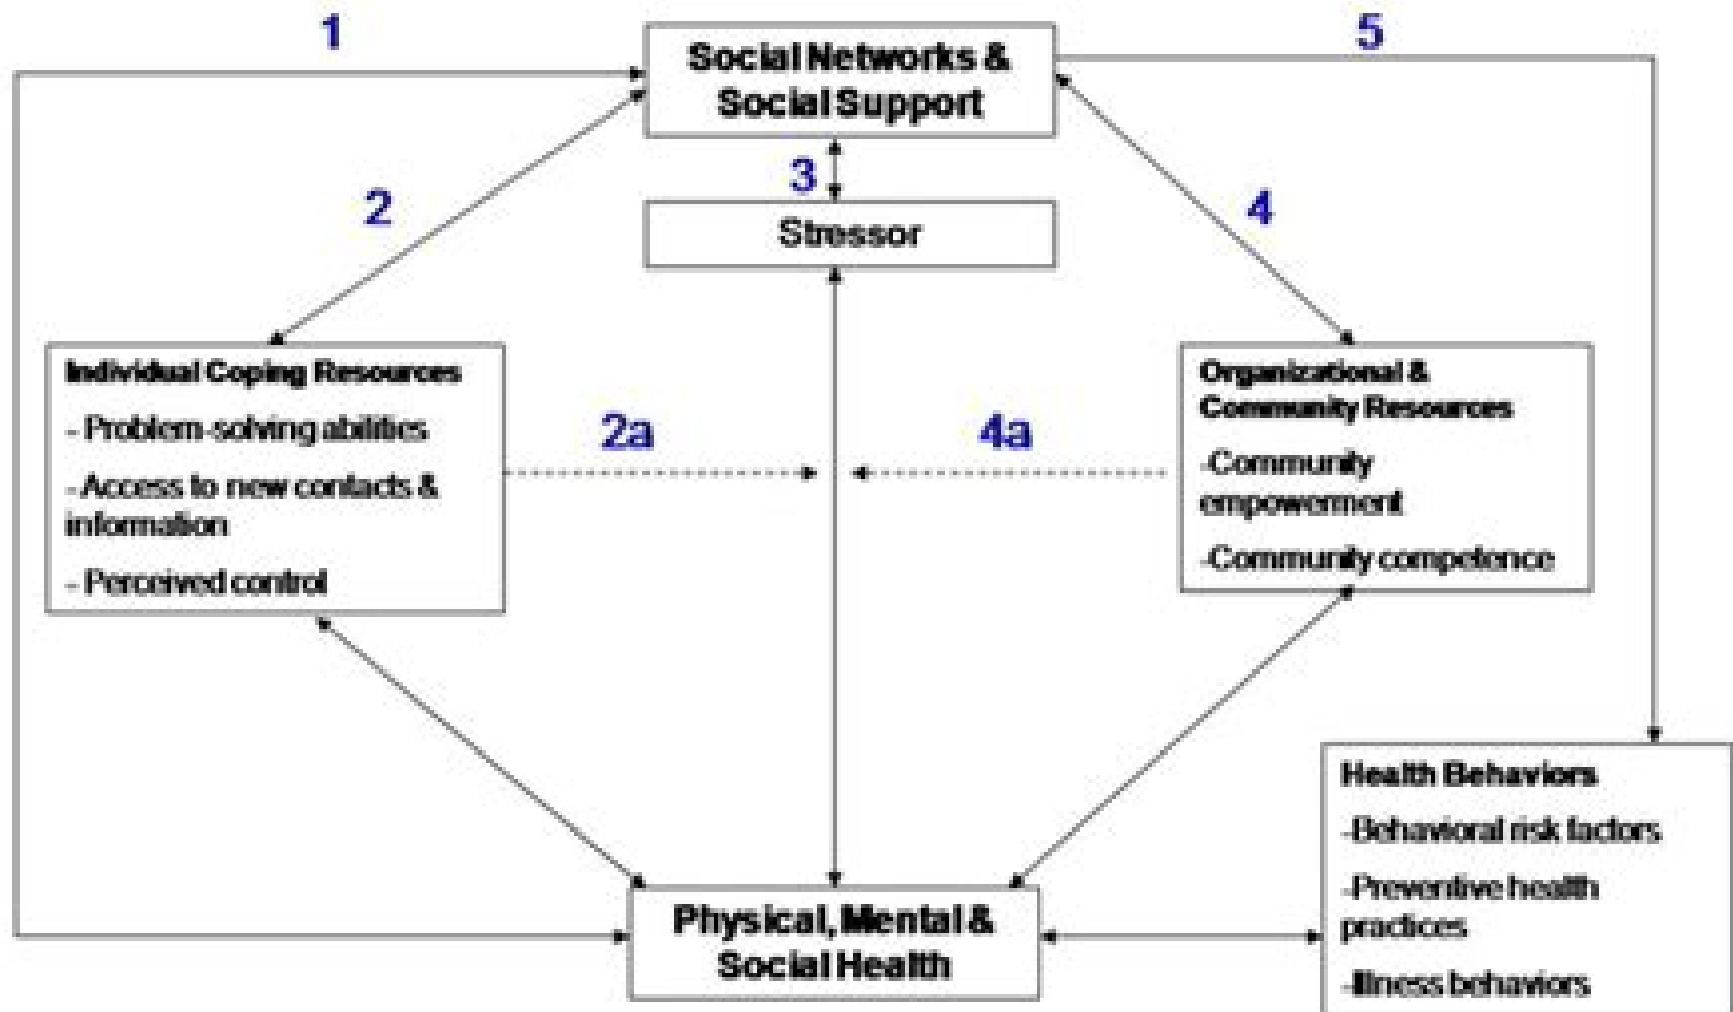 1
5
Social Networks &
Social Support
3
2
4
Stressor
Individual Coping Resources
- Problem-solving abilities
- Access to new contacts &
information
- Perceived control
2a
4a
Organizational &
Community Resources
-Community
empowerment
-Community competence
Health Behaviors
-Behavioral risk factors
-Preventive health
practices
-Illness behaviors
Physical, Mental &
Social Health